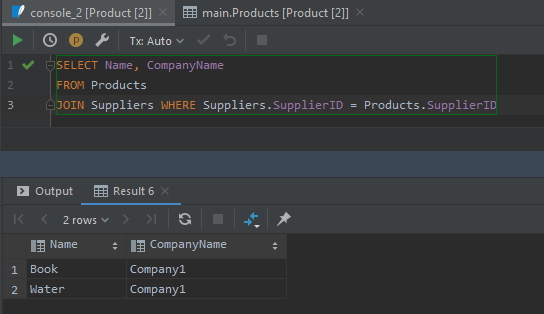 console_2 [Product [2]]
main.Products [Product [2]]
Tx: Auto
1 SELECT Name, CompanyName
2 FROM Products
3 JOIN Suppliers WHERE Suppliers.SupplierID = Products.SupplierID
Output
Result 6
2 rows
Name CompanyName
1 Book Company1
2 Water Company1